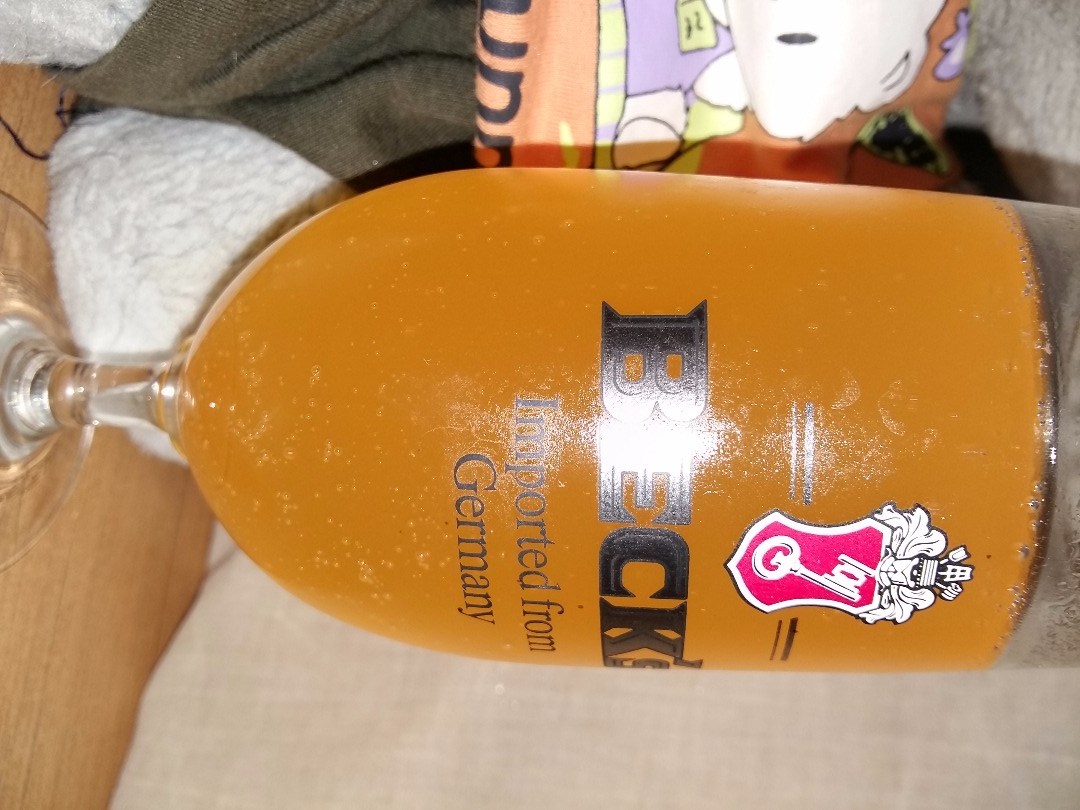 BECK'S
Imported from
Germany